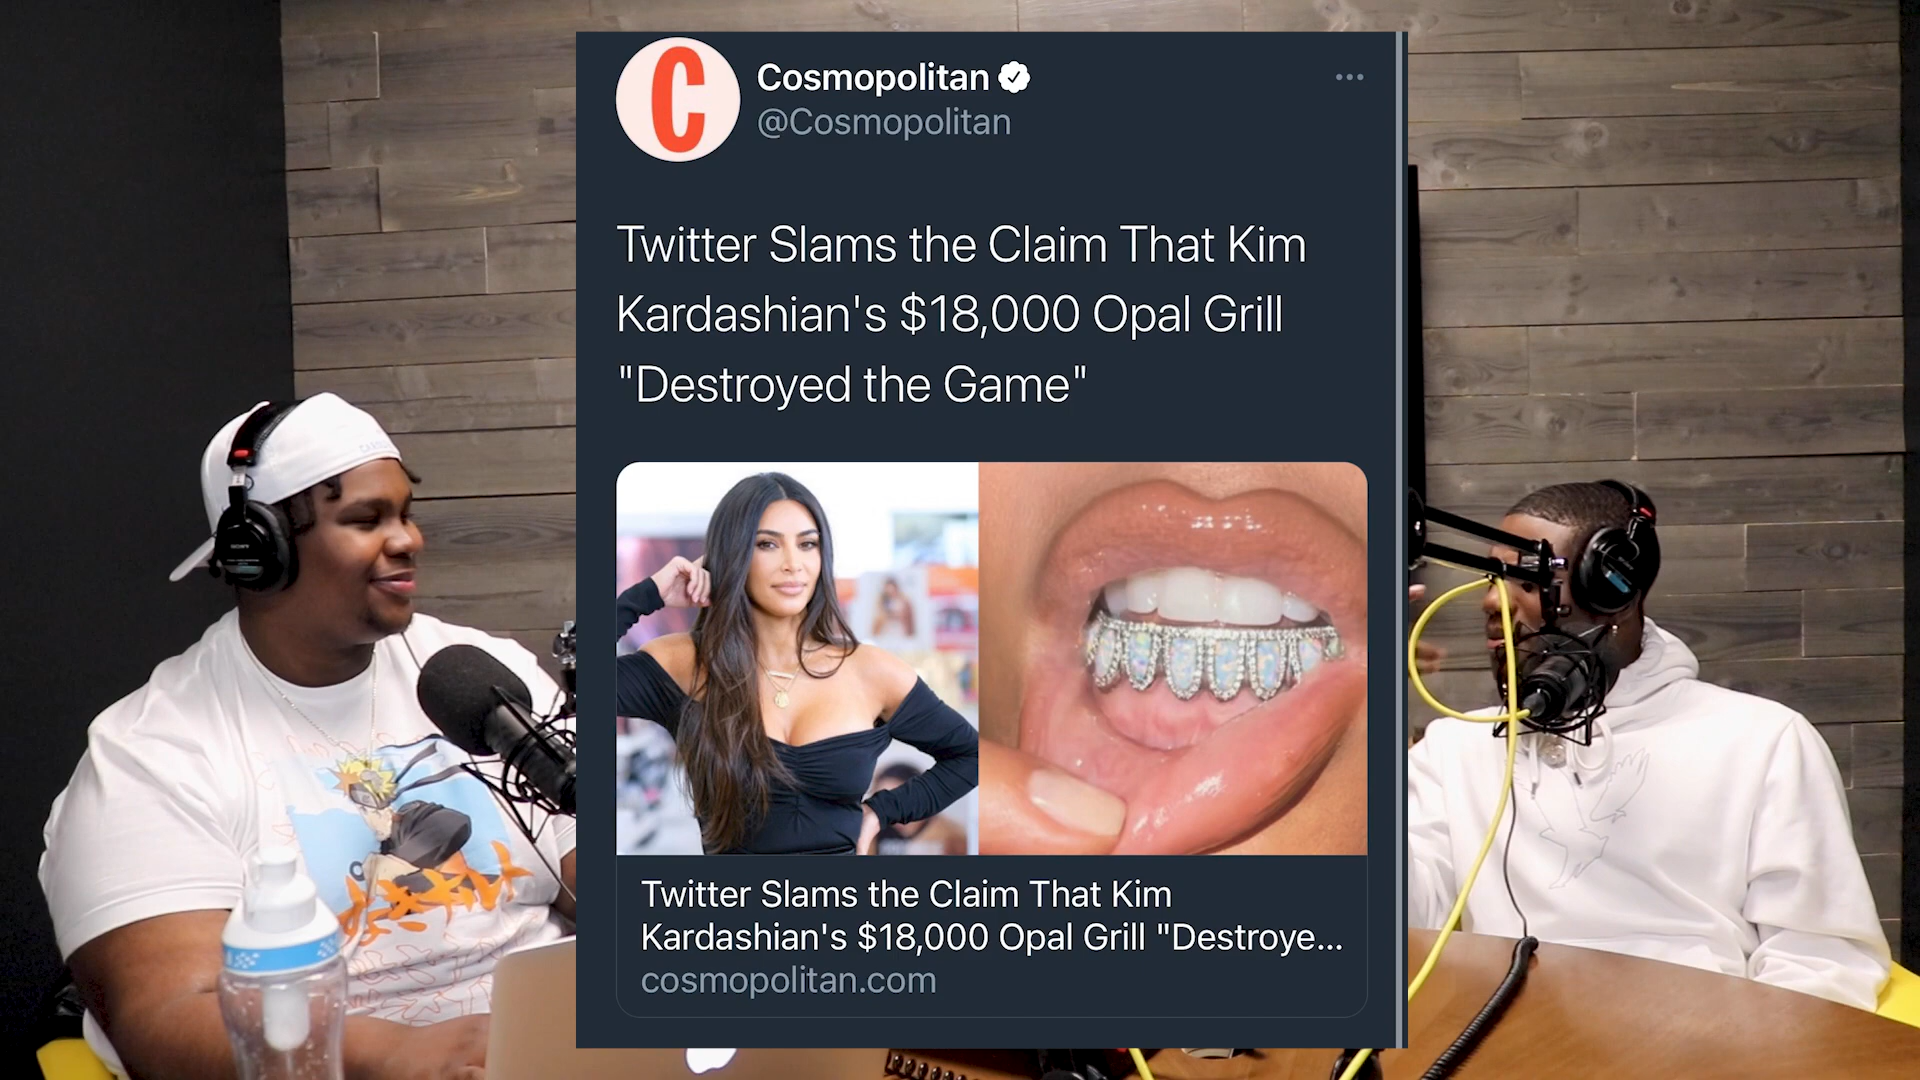 C
Cosmopolitan
@Cosmopolitan
Twitter Slams the Claim That Kim
Kardashian's $18,000 Opal Grill
"Destroyed the Game"
Twitter Slams the Claim That Kim
Kardashian's $18,000 Opal Grill "Destroye...
cosmopolitan.com
SONY